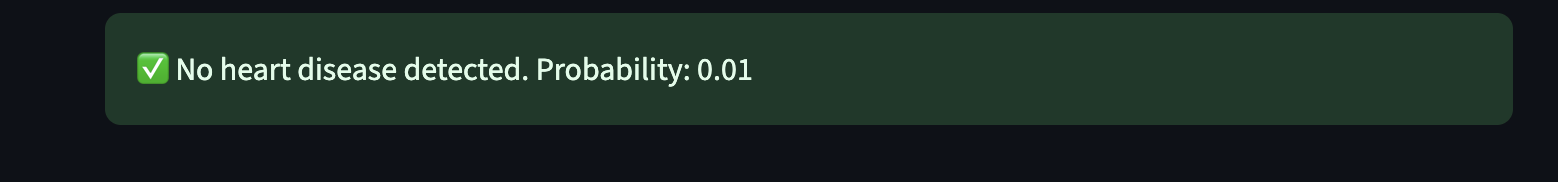 ✅ No heart disease detected. Probability: 0.01